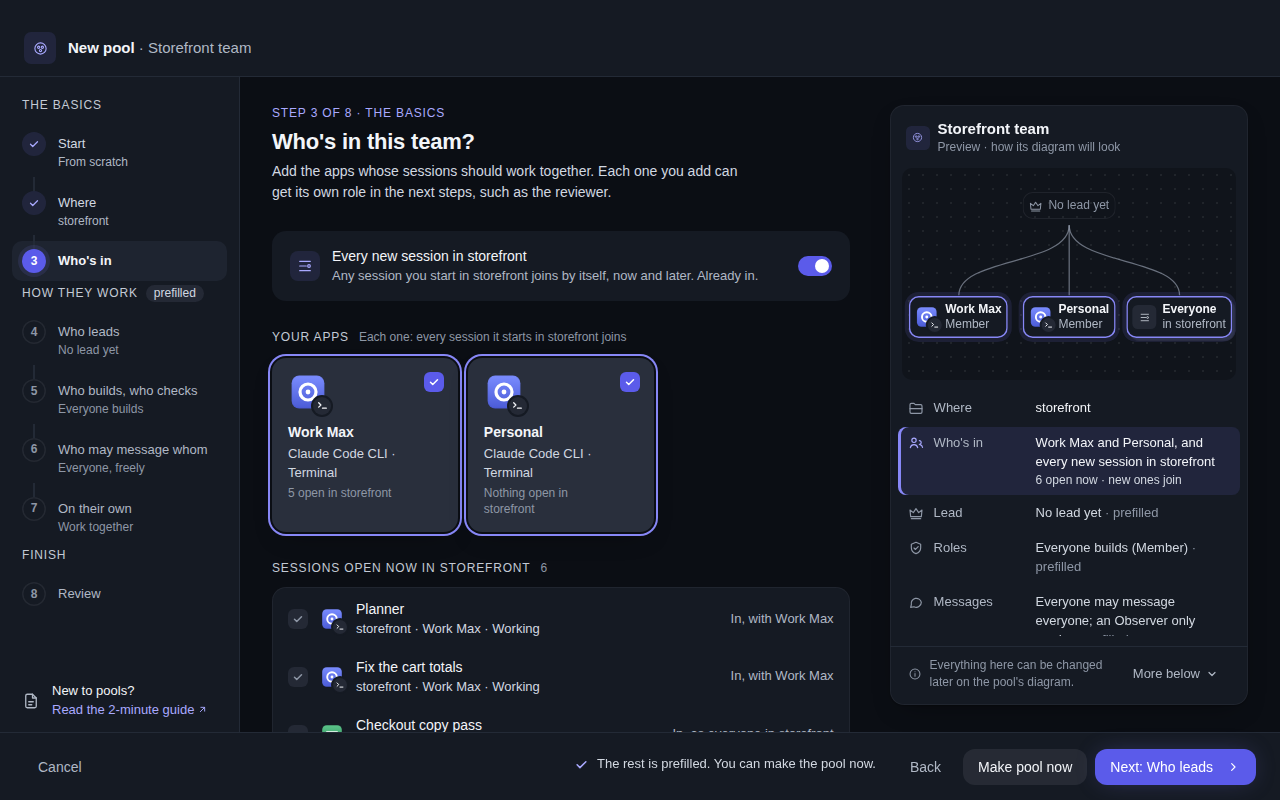 New pool · Storefront team
THE BASICS
Start
From scratch
Where
storefront
3
Who's in
HOW THEY WORK prefilled
4
Who leads
No lead yet
5
Who builds, who checks
Everyone builds
6
Who may message whom
Everyone, freely
7
On their own
Work together
FINISH
8
Review
New to pools?
Read the 2-minute guide
STEP 3 OF 8 · THE BASICS
Who's in this team?
Add the apps whose sessions should work together. Each one you add can
get its own role in the next steps, such as the reviewer.
Every new session in storefront
Any session you start in storefront joins by itself, now and later. Already in.
YOUR APPS Each one: every session it starts in storefront joins
Work Max
Claude Code CLI ·
Terminal
5 open in storefront
Personal
Claude Code CLI ·
Terminal
Nothing open in
storefront
SESSIONS OPEN NOW IN STOREFRONT 6
Planner
storefront · Work Max · Working
In, with Work Max
Fix the cart totals
storefront · Work Max · Working
In, with Work Max
Checkout copy pass
In, as everyone in storefront
Storefront team
Preview · how its diagram will look
No lead yet
Work Max
Member
Personal
Member
Everyone
in storefront
Where
storefront
Who's in
Work Max and Personal, and
every new session in storefront
6 open now · new ones join
Lead
No lead yet · prefilled
Roles
Everyone builds (Member) ·
prefilled
Messages
Everyone may message
everyone; an Observer only
Everything here can be changed
later on the pool's diagram.
More below
Cancel
The rest is prefilled. You can make the pool now.
Back
Make pool now
Next: Who leads